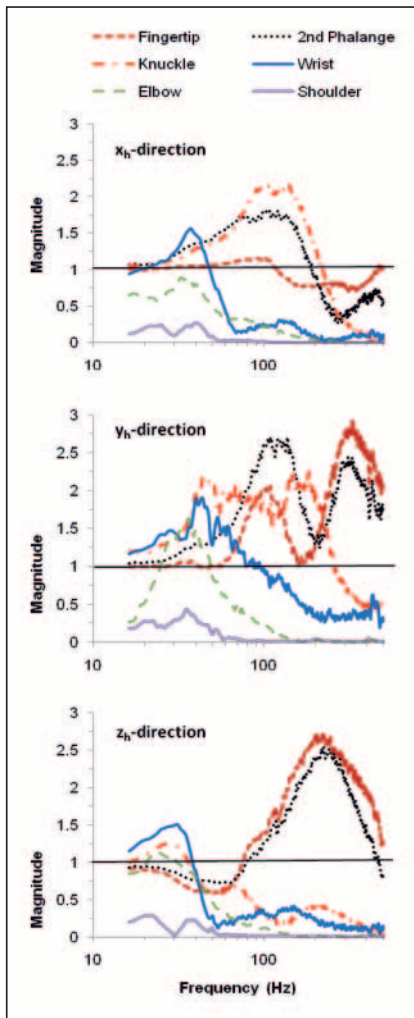 Fingertip 2nd Phalange
Knuckle Wrist
Elbow Shoulder
3
2.5
2
1.5
1
0.5
0
Magnitude
xh-direction
10 100
3
2.5
2
1.5
1
0.5
0
Magnitude
yh-direction
10 100
3
2.5
2
1.5
1
0.5
0
Magnitude
zh-direction
10 100
Frequency (Hz)